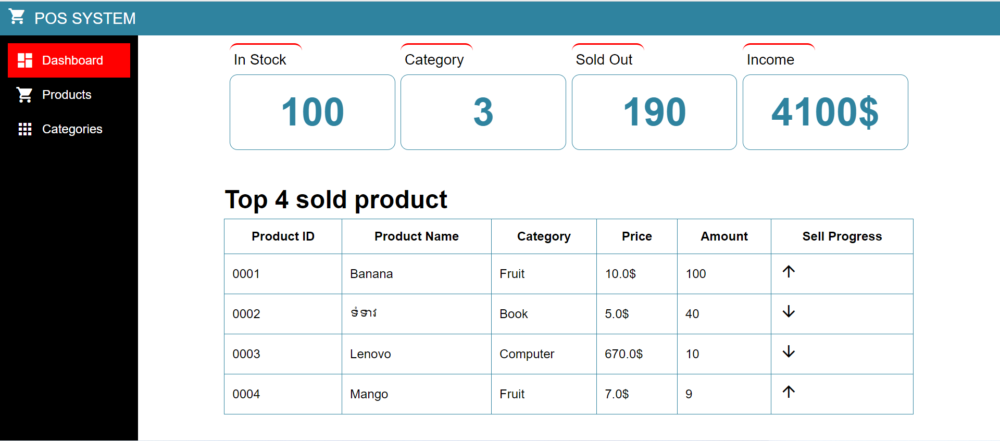 POS SYSTEM
Dashboard
Products
Categories
In Stock Category Sold Out Income
100 3 190 4100$
Top 4 sold product
Product ID Product Name Category Price Amount Sell Progress
0001 Banana Fruit 10.0$ 100
0002 ទំទាវ Book 5.0$ 40
0003 Lenovo Computer 670.0$ 10
0004 Mango Fruit 7.0$ 9